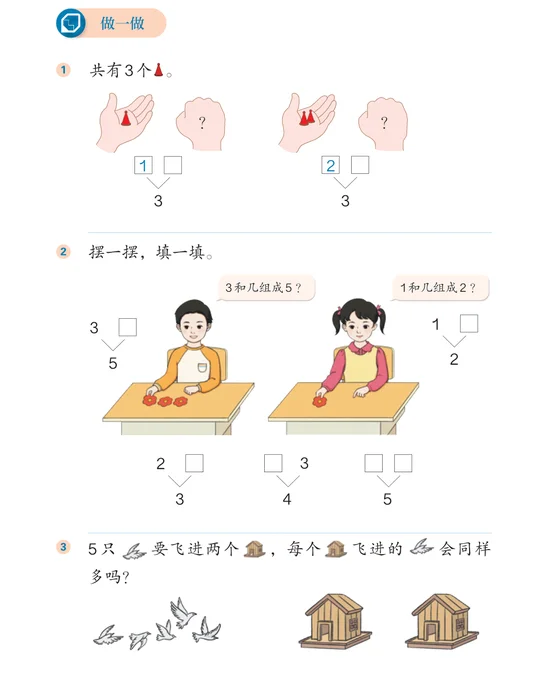 做一做
1 共有3个。
? ?
1 2
3 3
2 摆一摆，填一填。
3和几组成5？ 1和几组成2？
3 1
5 2
2 3
3 4 5
3 5只 要飞进两个 ，每个 飞进的 会同样
多吗？